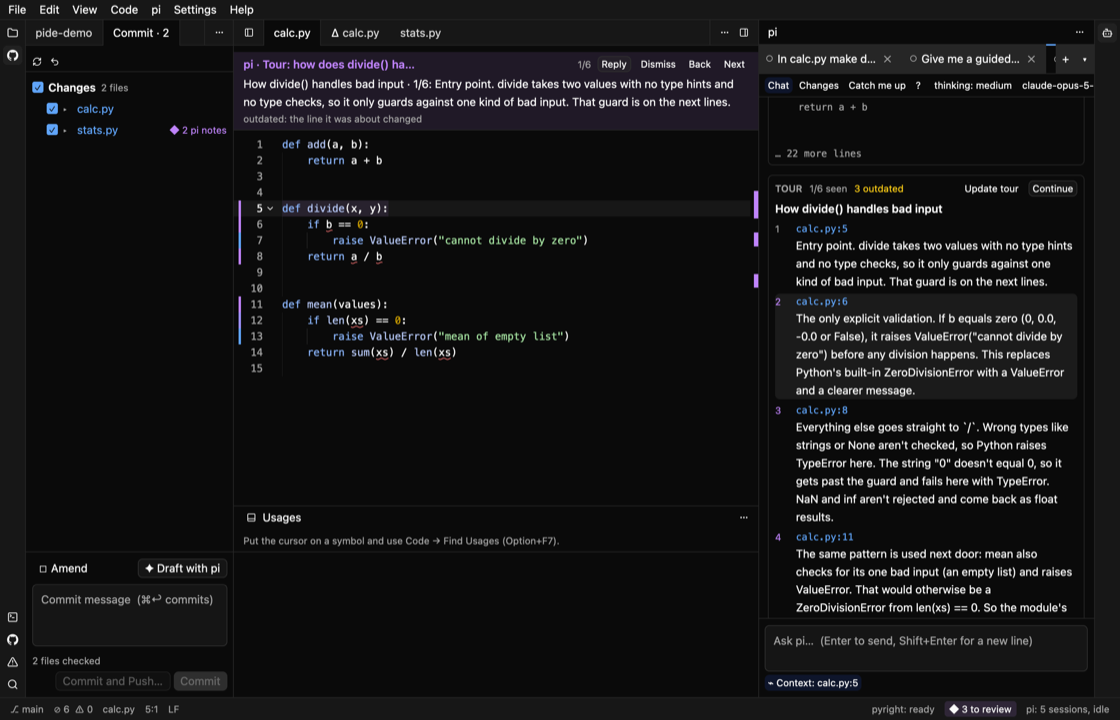 File Edit View Code pi Settings Help
pide-demo Commit · 2 ···
Changes 2 files
calc.py
stats.py 2 pi notes
Amend Draft with pi
Commit message (⌘↩ commits)
2 files checked
Commit and Push... Commit
calc.py Δ calc.py stats.py ···
pi · Tour: how does divide() ha... 1/6 Reply Dismiss Back Next
How divide() handles bad input · 1/6: Entry point. divide takes two values with no type hints and
no type checks, so it only guards against one kind of bad input. That guard is on the next lines.
outdated: the line it was about changed
1 def add(a, b):
2 return a + b
3
4
5 def divide(x, y):
6 if b == 0:
7 raise ValueError("cannot divide by zero")
8 return a / b
9
10
11 def mean(values):
12 if len(xs) == 0:
13 raise ValueError("mean of empty list")
14 return sum(xs) / len(xs)
15
Usages ···
Put the cursor on a symbol and use Code → Find Usages (Option+F7).
pi ···
In calc.py make d... × Give me a guided... × +
Chat Changes Catch me up ? thinking: medium claude-opus-5-
return a + b
… 22 more lines
TOUR 1/6 seen 3 outdated Update tour Continue
How divide() handles bad input
1 calc.py:5
Entry point. divide takes two values with no type hints
and no type checks, so it only guards against one
kind of bad input. That guard is on the next lines.
2 calc.py:6
The only explicit validation. If b equals zero (0, 0.0,
-0.0 or False), it raises ValueError("cannot divide by
zero") before any division happens. This replaces
Python's built-in ZeroDivisionError with a ValueError
and a clearer message.
3 calc.py:8
Everything else goes straight to `/`. Wrong types like
strings or None aren't checked, so Python raises
TypeError here. The string "0" doesn't equal 0, so it
gets past the guard and fails here with TypeError.
NaN and inf aren't rejected and come back as float
results.
4 calc.py:11
The same pattern is used next door: mean also
checks for its one bad input (an empty list) and raises
ValueError. That would otherwise be a
ZeroDivisionError from len(xs) == 0. So the module's
Ask pi... (Enter to send, Shift+Enter for a new line)
Context: calc.py:5
main 6 0 calc.py 5:1 LF pyright: ready 3 to review pi: 5 sessions, idle